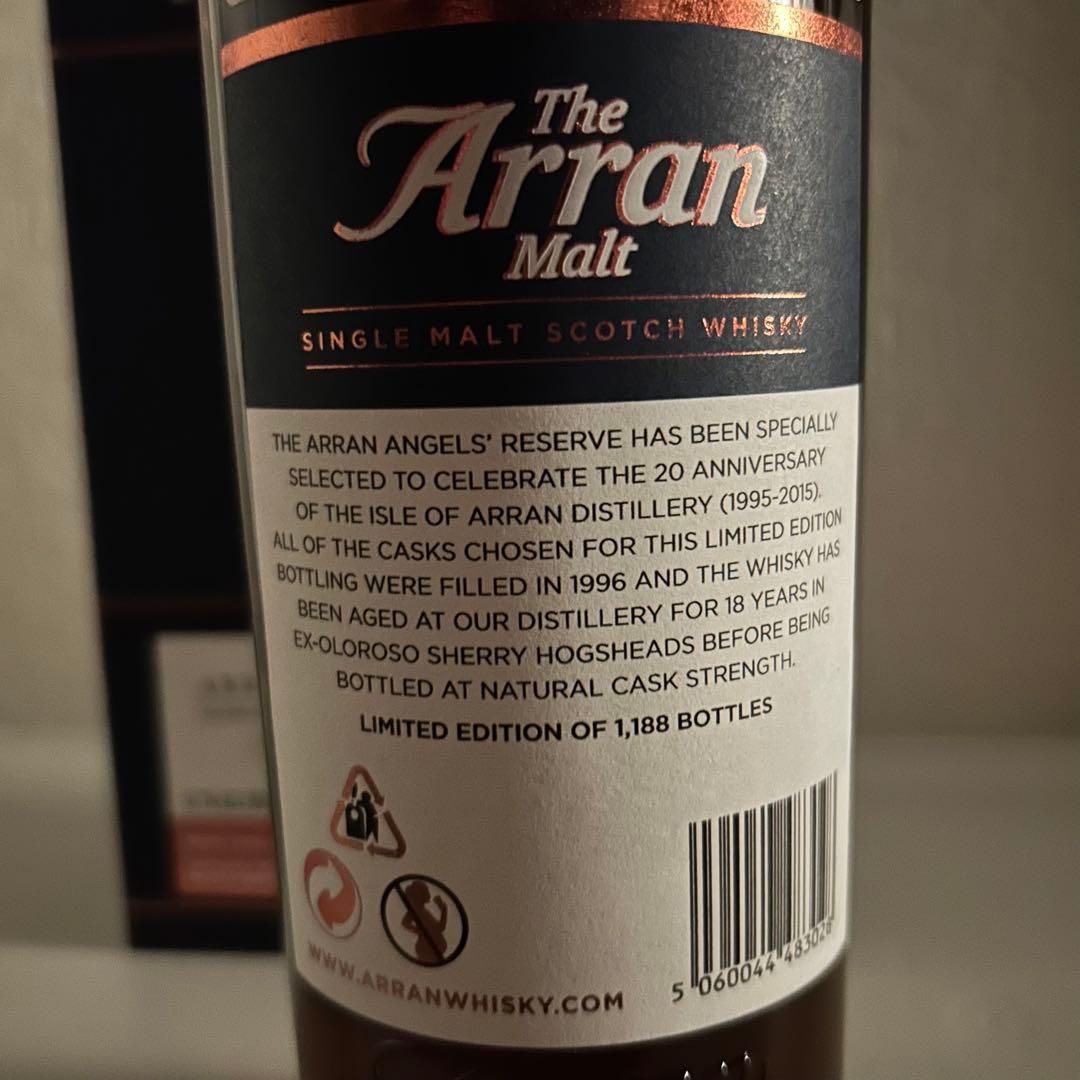 The
Arran
Malt
SINGLE MALT SCOTCH WHISKY
THE ARRAN ANGELS' RESERVE HAS BEEN SPECIALLY
SELECTED TO CELEBRATE THE 20 ANNIVERSARY
OF THE ISLE OF ARRAN DISTILLERY (1995-2015).
ALL OF THE CASKS CHOSEN FOR THIS LIMITED EDITION
BOTTLING WERE FILLED IN 1996 AND THE WHISKY HAS
BEEN AGED AT OUR DISTILLERY FOR 18 YEARS IN
EX-OLOROSO SHERRY HOGSHEADS BEFORE BEING
BOTTLED AT NATURAL CASK STRENGTH.
LIMITED EDITION OF 1,188 BOTTLES
WWW.ARRANWHISKY.COM
5 060044 483028